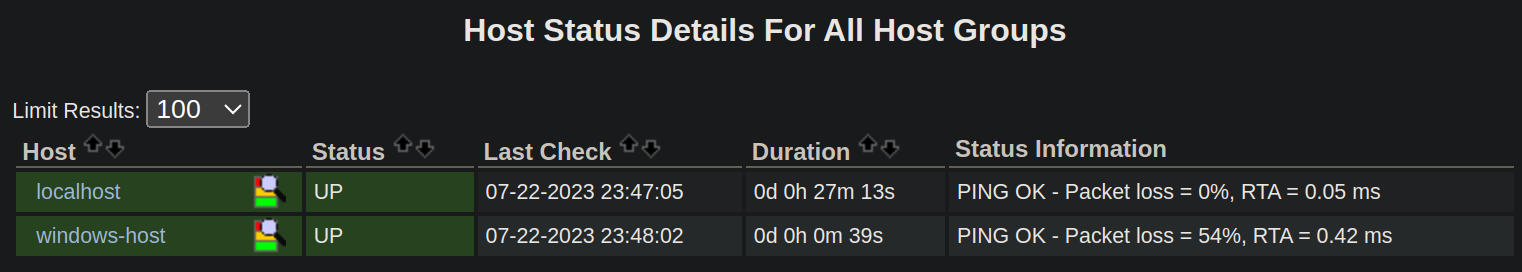 Host Status Details For All Host Groups
Limit Results: 100
Host Status Last Check Duration Status Information
localhost UP 07-22-2023 23:47:05 0d 0h 27m 13s PING OK - Packet loss = 0%, RTA = 0.05 ms
windows-host UP 07-22-2023 23:48:02 0d 0h 0m 39s PING OK - Packet loss = 54%, RTA = 0.42 ms